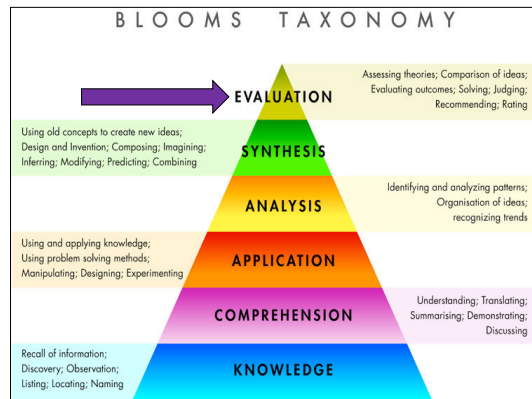 BLOOMS TAXONOMY
EVALUATION
Assessing theories; Comparison of ideas;
Evaluating outcomes; Solving; Judging;
Recommending; Rating
Using old concepts to create new ideas;
Design and Invention; Composing; Imagining;
Inferring; Modifying; Predicting; Combining
SYNTHESIS
ANALYSIS
Identifying and analyzing patterns;
Organisation of ideas;
recognizing trends
Using and applying knowledge;
Using problem solving methods;
Manipulating; Designing; Experimenting
APPLICATION
COMPREHENSION
Understanding; Translating;
Summarising; Demonstrating;
Discussing
Recall of information;
Discovery; Observation;
Listing; Locating; Naming
KNOWLEDGE